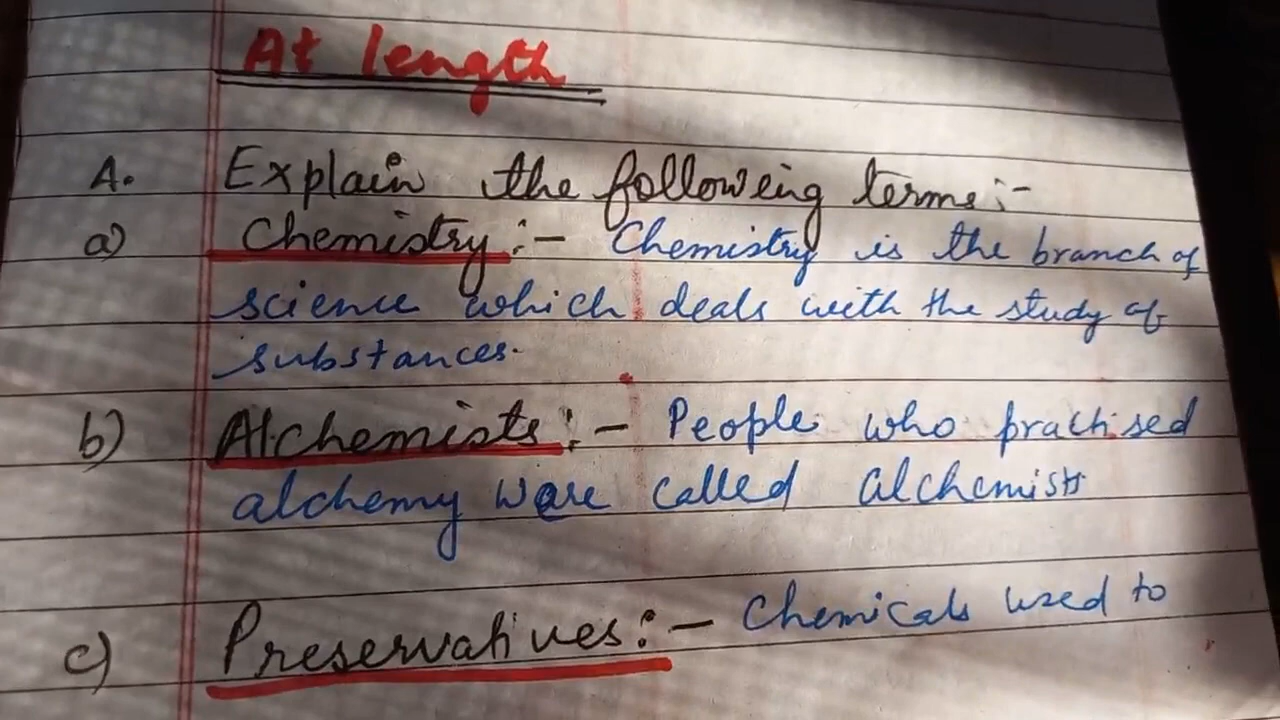 At length
A. Explain the following terms:-
a) Chemistry:- Chemistry is the branch of
science which deals with the study of
substances.
b) Alchemists:- People who practised
alchemy were called alchemists
c) Preservatives:- Chemicals used to